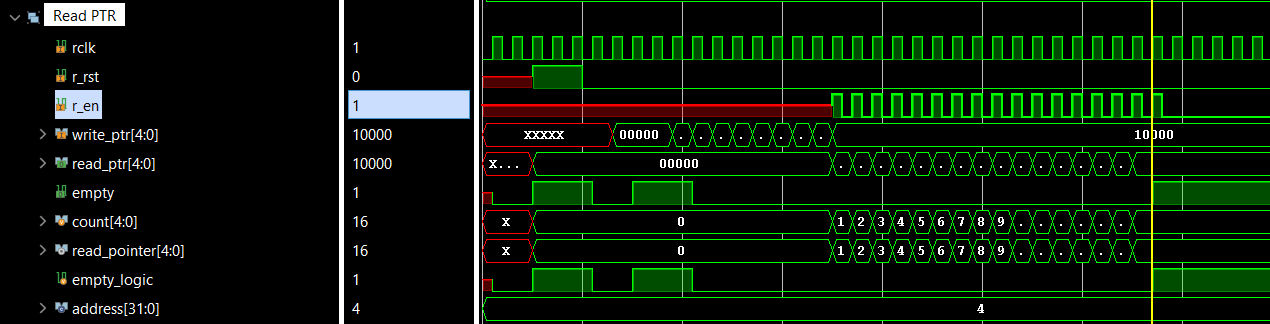 Read PTR
rclk 1
r_rst 0
r_en 1
write_ptr[4:0] 10000 XXXXX 00000 . . . . . . . . 10000
read_ptr[4:0] 10000 X... 00000 . . . . . . . . . . . . . . .
empty 1
count[4:0] 16 X 0 1 2 3 4 5 6 7 8 9 . . . . . .
read_pointer[4:0] 16 X 0 1 2 3 4 5 6 7 8 9 . . . . . .
empty_logic 1
address[31:0] 4 4